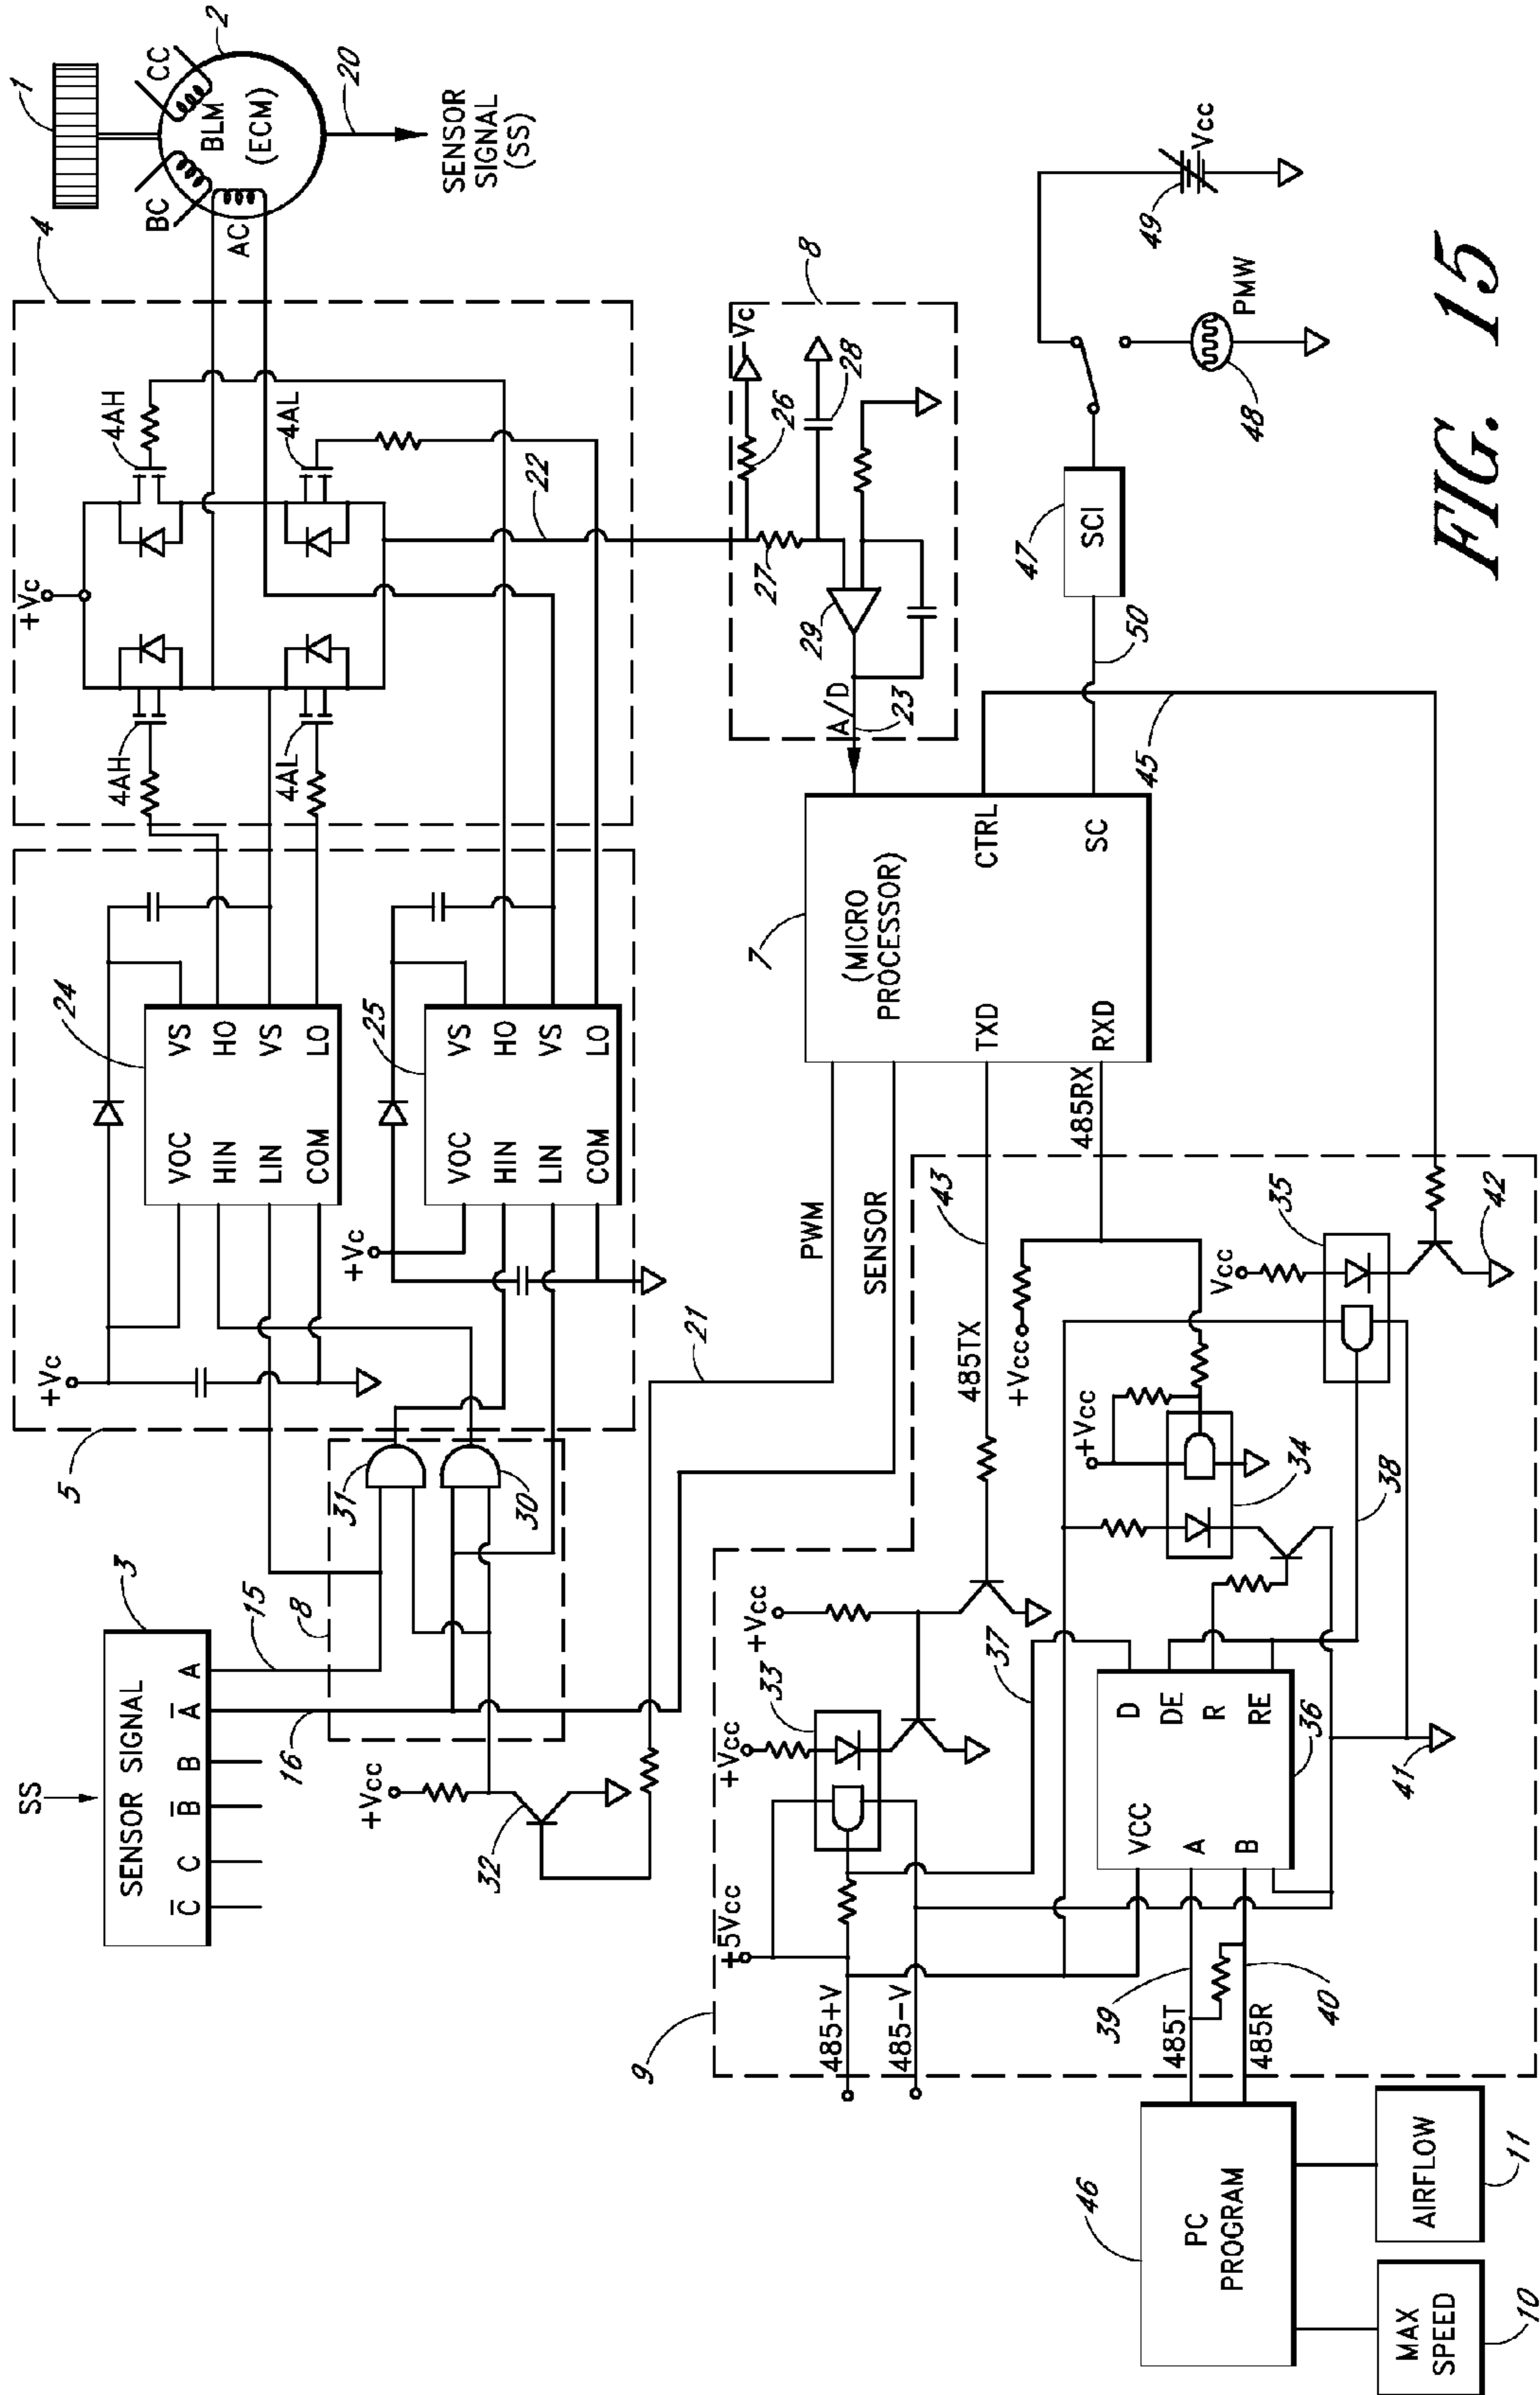 SS
SENSOR SIGNAL
C̅
C
B̅
B
A̅
A
3
15
16
8
+Vcc
32
31
30
5
+Vc
24
VOC
HIN
LIN
COM
VS
HO
VS
LO
+Vc
25
VOC
HIN
LIN
COM
VS
HO
VS
LO
4
+Vc
4AH
4AL
4AH
4AL
22
1
2
BC
CC
AC
BLM
(ECM)
20
SENSOR
SIGNAL
(SS)
21
PWM
SENSOR
7
(MICRO
PROCESSOR)
TXD
RXD
CTRL
SC
A/D
23
29
27
26
Vc
28
8
50
45
47
SCI
48
PMW
49
Vcc
9
485+V
485-V
+5Vcc
+Vcc
33
+Vcc
37
485TX
43
485RX
+Vcc
+Vcc
34
Vcc
35
42
38
36
VCC
A
B
D
DE
R
RE
41
39
485T
485R
40
46
PC
PROGRAM
MAX
SPEED
10
AIRFLOW
11
FIG. 15